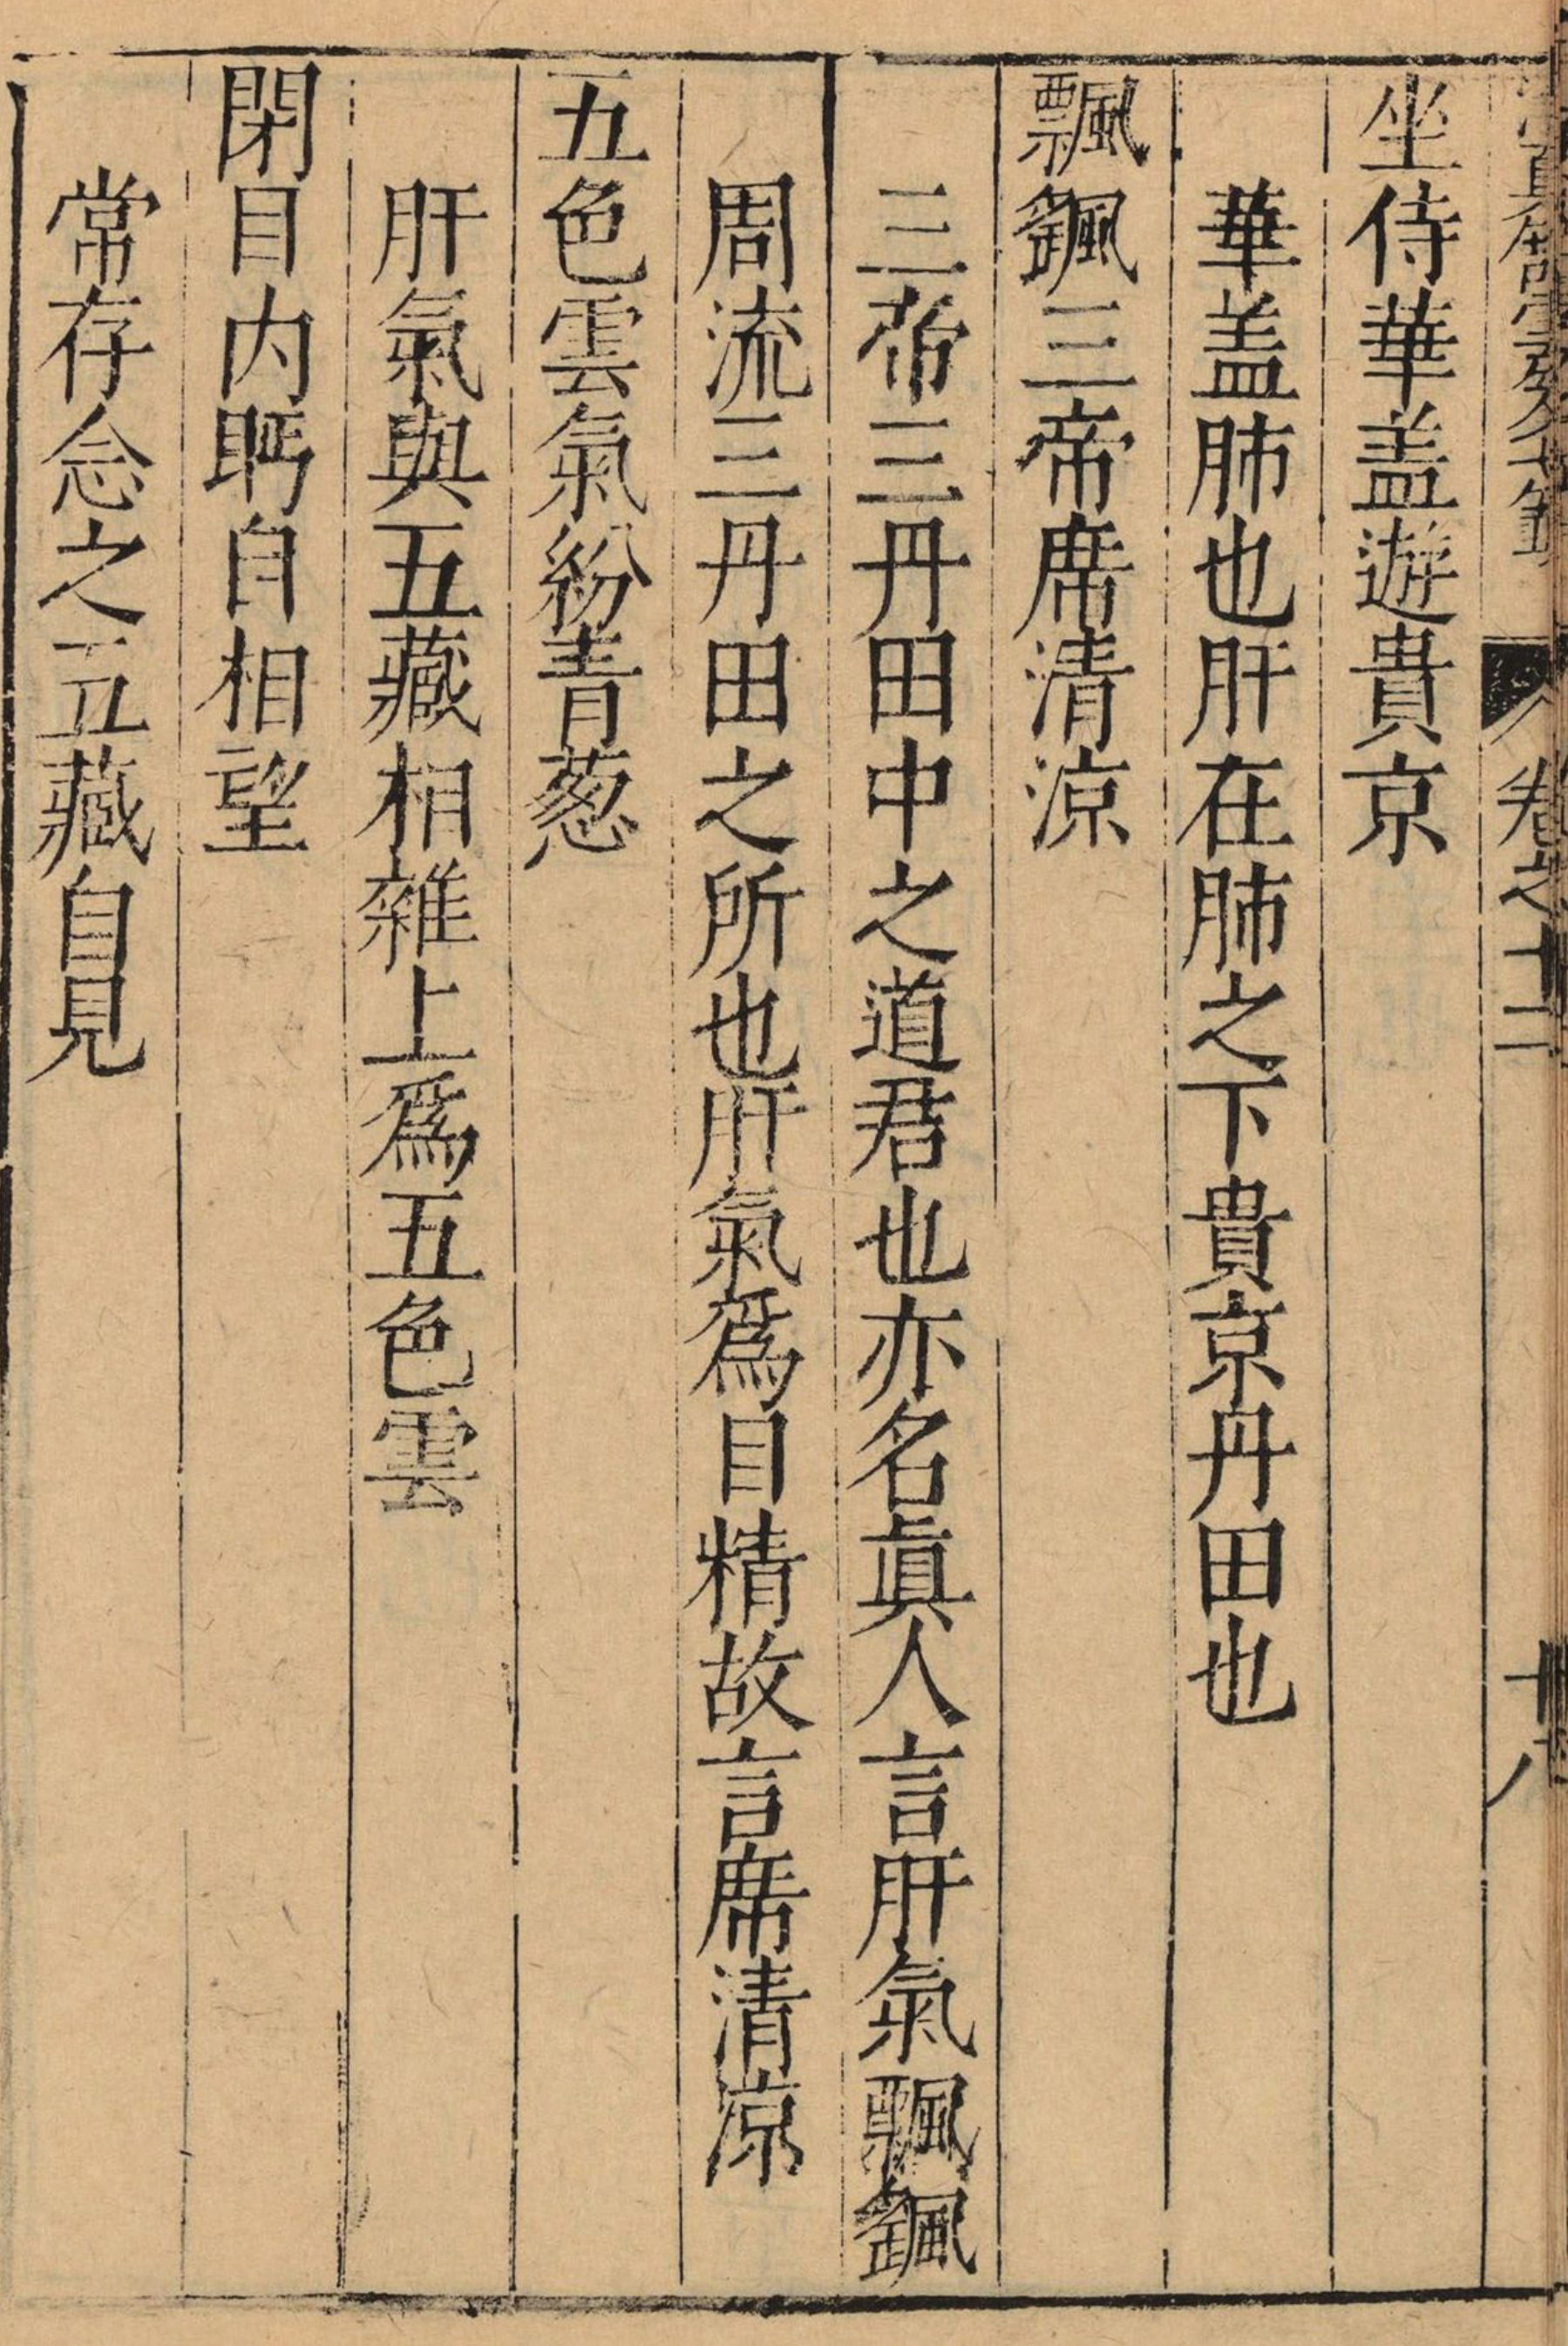 卷之十二
十八
坐侍華盖遊貴京
華盖肺也肝在肺之下貴京丹田也
飄颻三帝席清涼
三帝三丹田中之道君也亦名眞人言肝氣飄颻
周流三丹田之所也肝氣爲目精故言席清凉
五色雲氣紛青葱
肝氣與五藏相雜上爲五色雲
閉目内眄自相望
常存念之五藏自見